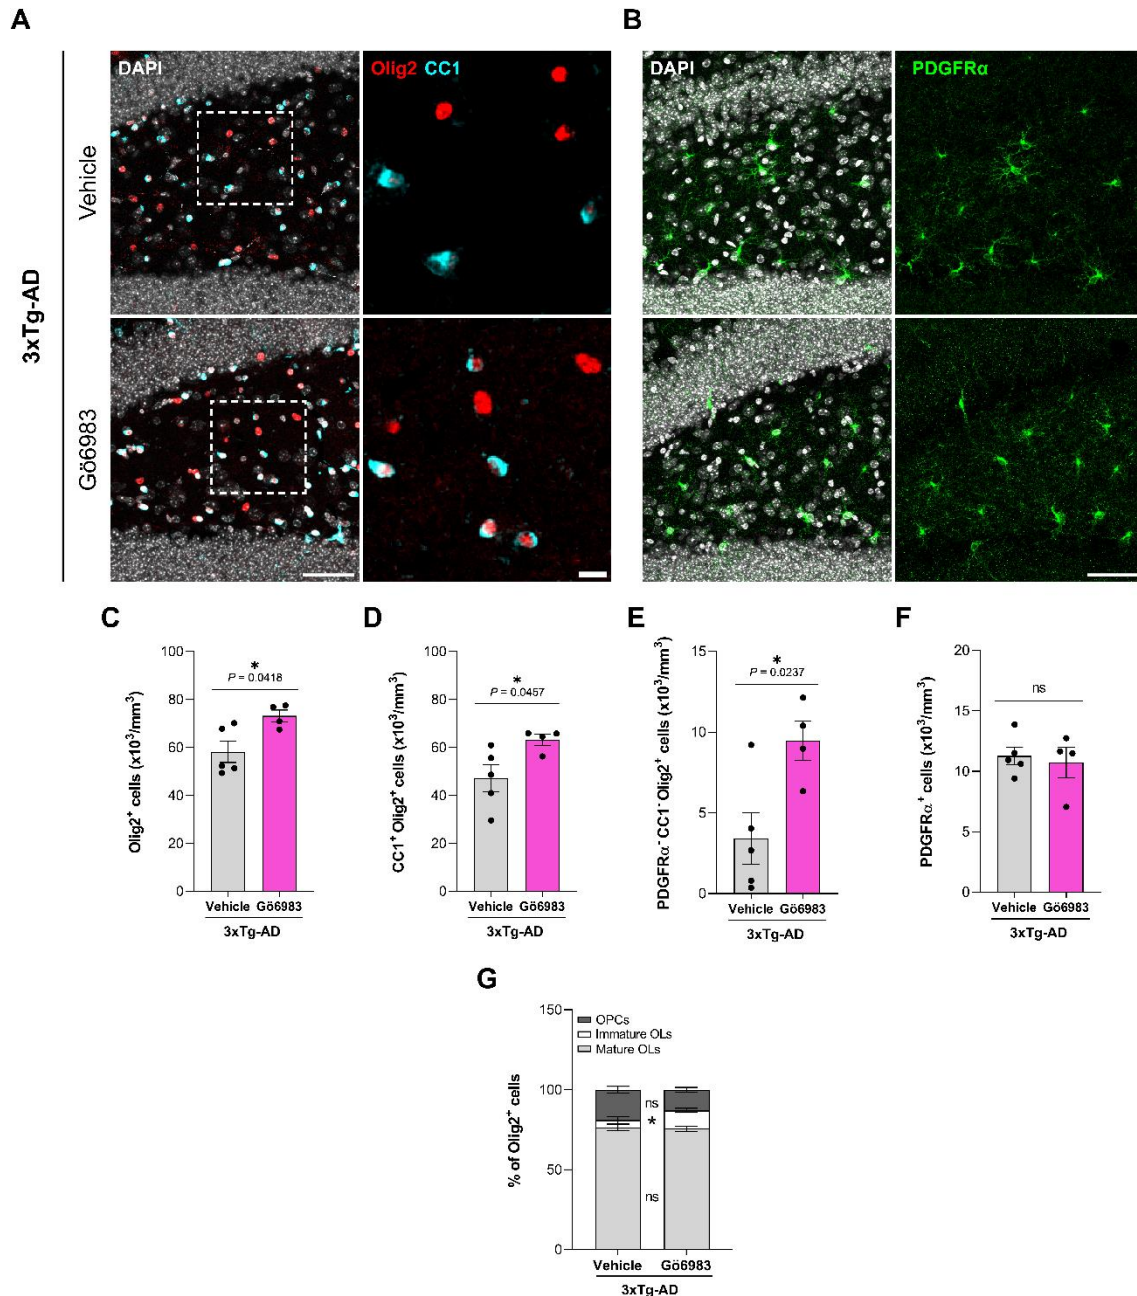 A
B
3xTg-AD
Vehicle
Gö6983
DAPI
Olig2 CC1
DAPI
PDGFRα
C
D
E
F
Olig2⁺ cells (x10³/mm³)
100
80
60
40
20
0
*
P = 0.0418
Vehicle Gö6983
3xTg-AD
CC1⁺Olig2⁺ cells (x10³/mm³)
100
80
60
40
20
0
*
P = 0.0457
Vehicle Gö6983
3xTg-AD
PDGFRα⁻CC1⁻Olig2⁺ cells (x10³/mm³)
15
10
5
0
*
P = 0.0237
Vehicle Gö6983
3xTg-AD
PDGFRα⁺ cells (x10³/mm³)
20
15
10
5
0
ns
Vehicle Gö6983
3xTg-AD
G
% of Olig2⁺ cells
150
100
50
0
OPCs
Immature OLs
Mature OLs
ns
*
ns
Vehicle Gö6983
3xTg-AD